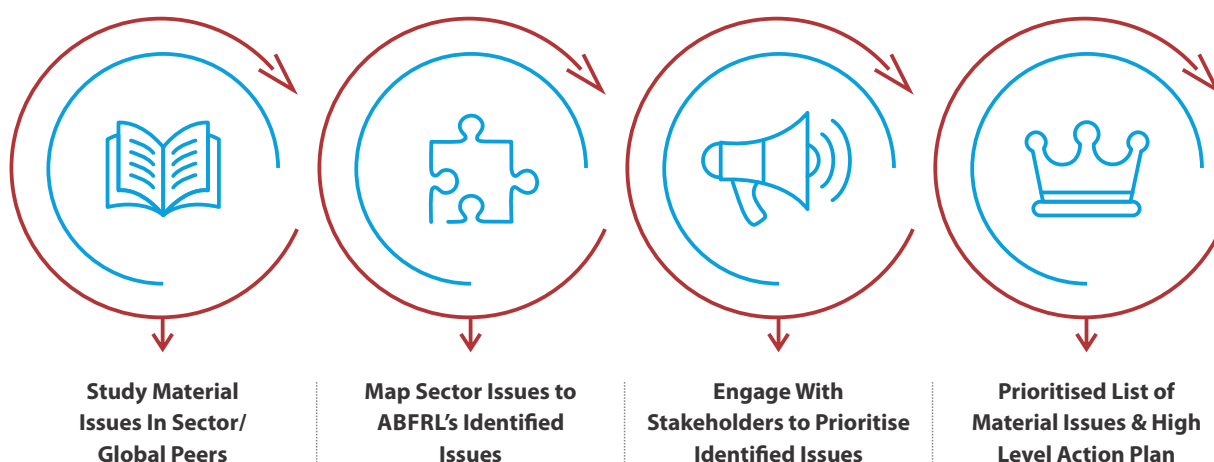 Study Material
Issues In Sector/
Global Peers
Map Sector Issues to
ABFRL's Identified
Issues
Engage With
Stakeholders to Prioritise
Identified Issues
Prioritised List of
Material Issues & High
Level Action Plan